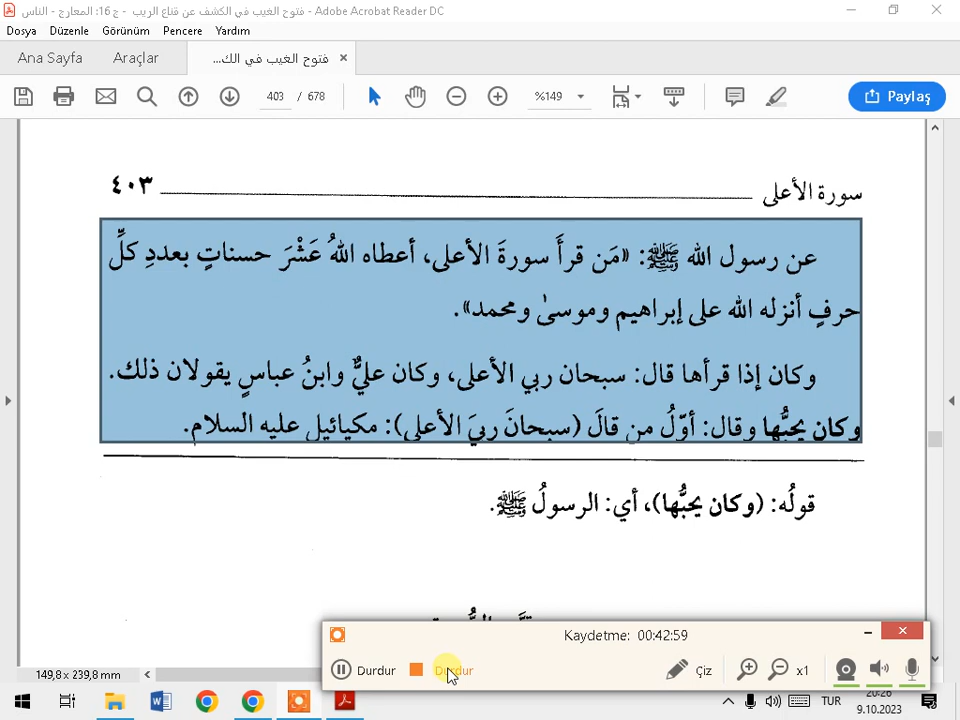 فتوح الغيب في الكشف عن قناع الريب - ج 16: المعارج - الناس - Adobe Acrobat Reader DC
Dosya Düzenle Görünüm Pencere Yardım
Ana Sayfa Araçlar فتوح الغيب في الك... ×
403 / 678 %149 Paylaş
سورة الأعلى ٤٠٣
عن رسول الله ﷺ: «مَن قرأَ سورةَ الأعلى، أعطاه اللهُ عَشْرَ حسناتٍ بعددِ كلِّ
حرفٍ أنزله الله على إبراهيم وموسىٰ ومحمد».
وكان إذا قرأها قال: سبحان ربي الأعلى، وكان عليٌّ وابنُ عباسٍ يقولان ذلك.
وكان يحبُّها وقال: أوّلُ من قالَ (سبحانَ ربيَ الأعلى): ميكائيل عليه السلام.
قولُه: (وكان يحبُّها)، أي: الرسولُ ﷺ.
Kaydetme: 00:42:59
Durdur Durdur Çiz x1
149,8 x 239,8 mm
TUR 20:26
9.10.2023